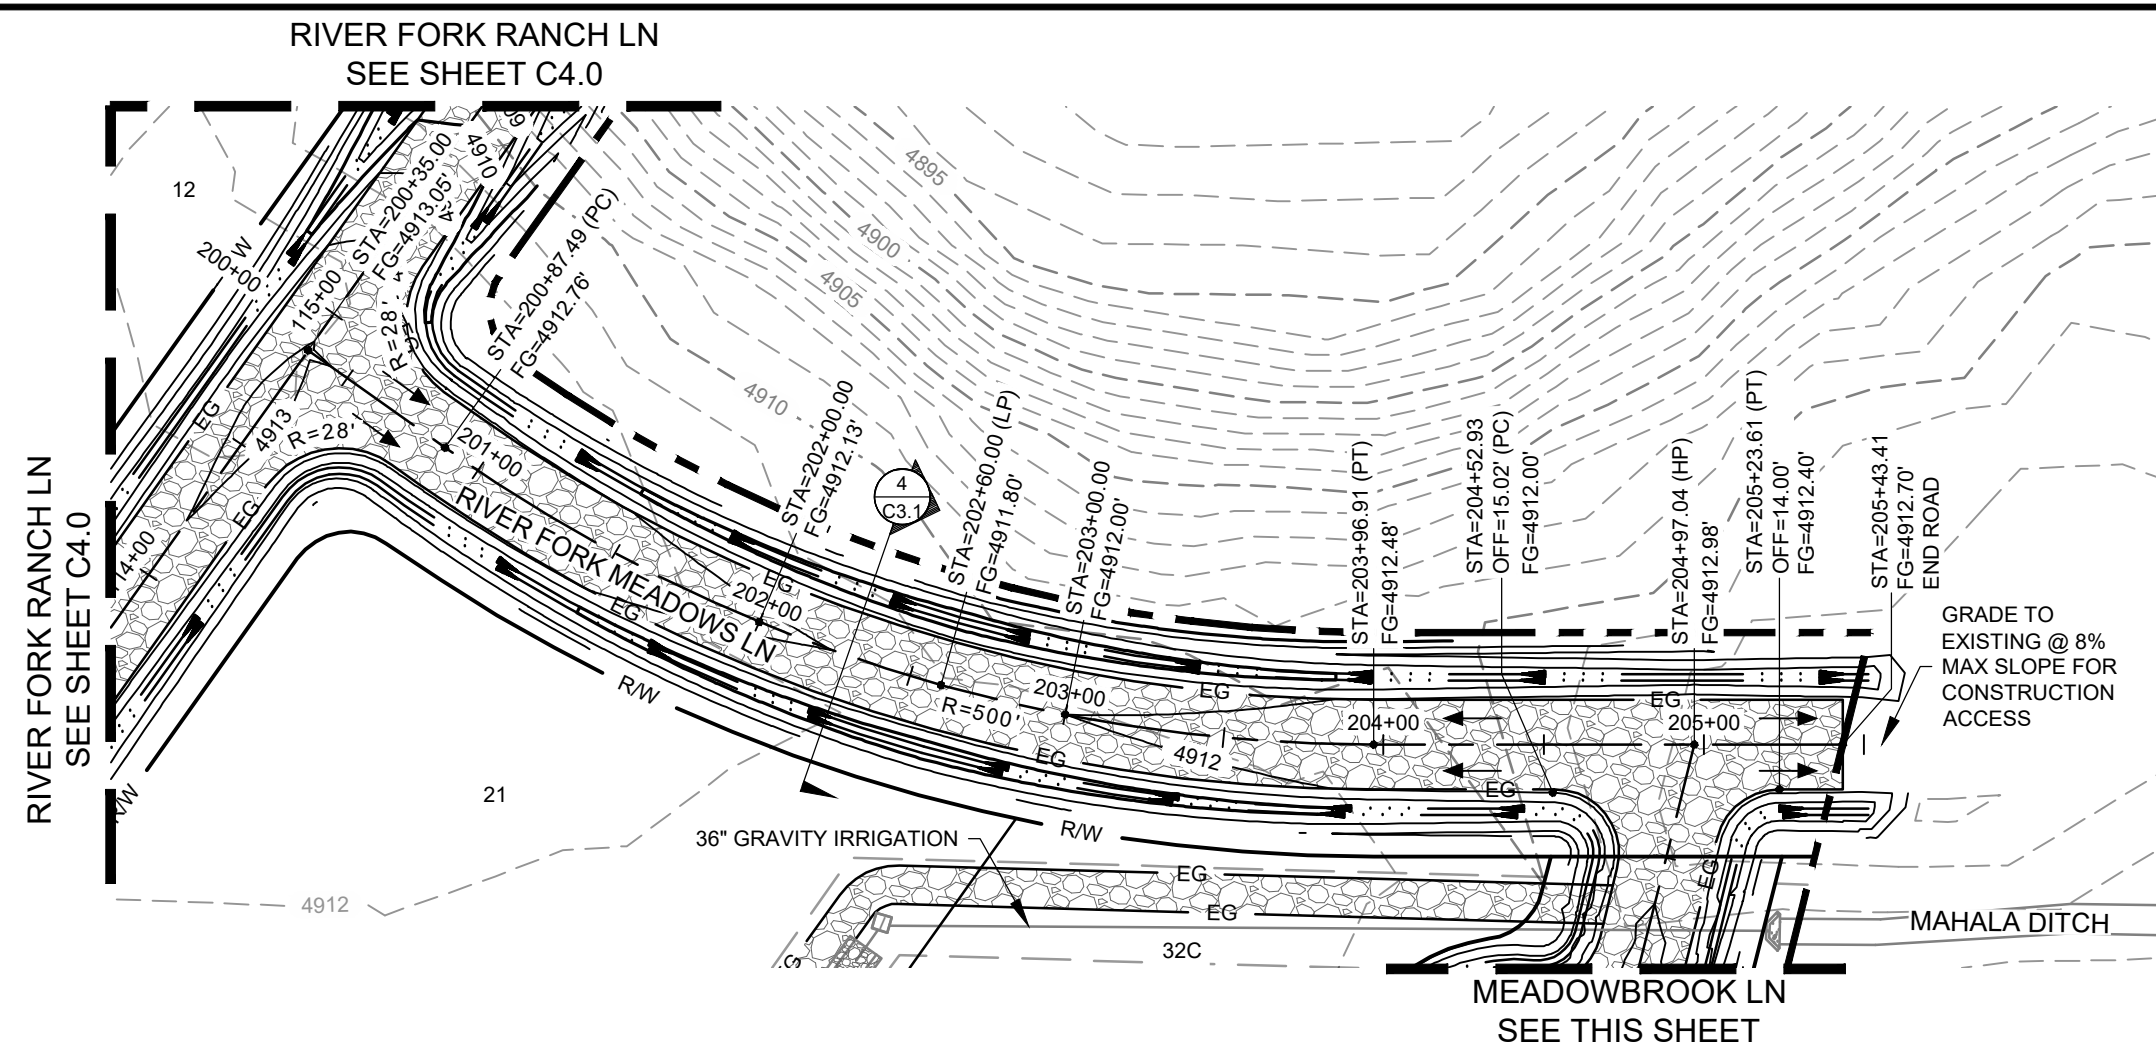 RIVER FORK RANCH LN
SEE SHEET C4.0
RIVER FORK RANCH LN
SEE SHEET C4.0
12
200+00
R/W
115+00
STA=200+35.00
FG=4913.05'
4910
R=28'
STA=200+87.49 (PC)
FG=4912.76'
EG
4913
R=28'
EG
201+00
RIVER FORK MEADOWS LN
EG
202+00
EG
STA=202+00.00
FG=4912.13'
4
C3.1
STA=202+60.00 (LP)
FG=4911.80'
STA=203+00.00
FG=4912.00'
4895
4900
4905
4910
STA=203+96.91 (PT)
FG=4912.48'
STA=204+52.93
OFF=15.02' (PC)
FG=4912.00'
STA=204+97.04 (HP)
FG=4912.98'
STA=205+23.61 (PT)
OFF=14.00'
FG=4912.40'
STA=205+43.41
FG=4912.70'
END ROAD
GRADE TO
EXISTING @ 8%
MAX SLOPE FOR
CONSTRUCTION
ACCESS
203+00
R=500'
EG
EG
204+00
205+00
EG
4912
EG
EG
R/W
R/W
R/W
21
36" GRAVITY IRRIGATION
EG
EG
EG
4912
32C
MAHALA DITCH
MEADOWBROOK LN
SEE THIS SHEET